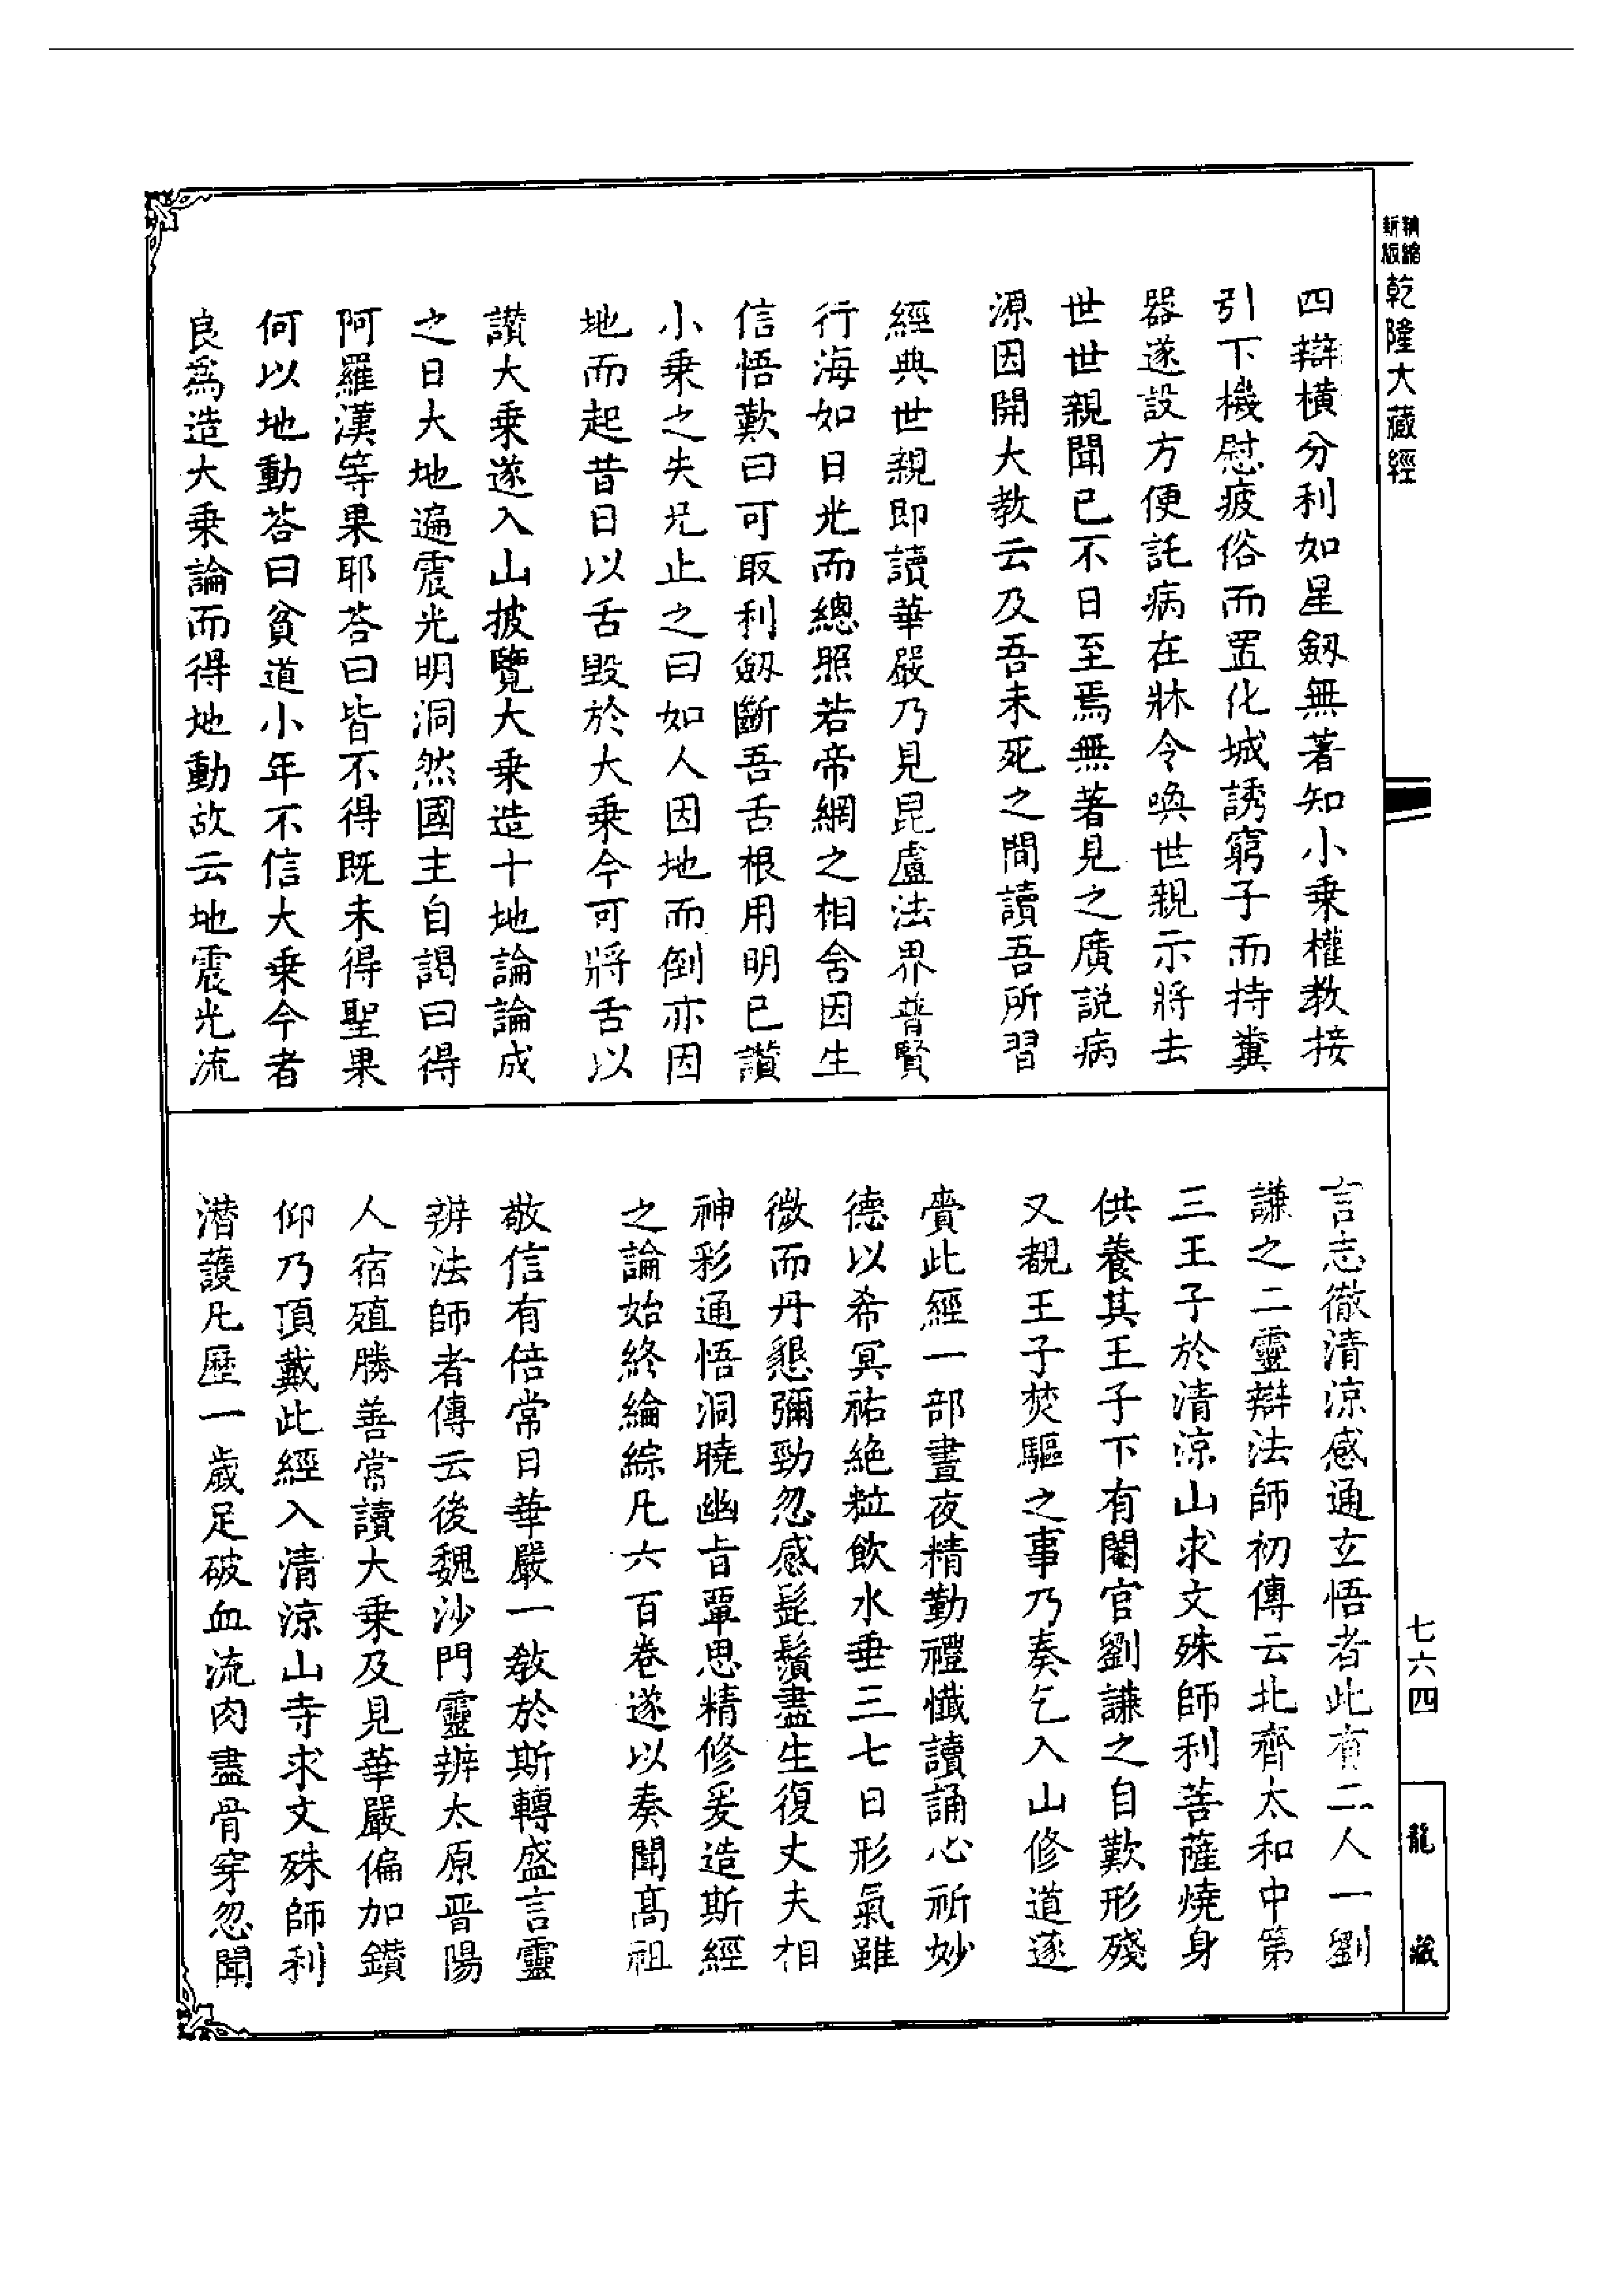 精縮新版乾隆大藏經
四辯橫分利如星劔無著知小乗權教接
引下機慰疲俗而置化城誘窮子而持糞
器遂設方便託病在牀令喚世親示將去
世世親聞已不日至焉無著見之廣説病
源因開大教云及吾未死之間讀吾所習
經典世親即讀華嚴乃見毘盧法界普賢
行海如日光而總照若帝網之相含因生
信悟歎曰可取利劔斷吾舌根用明已讃
小乗之失兄止之曰如人因地而倒亦因
地而起昔日以舌毀於大乗今可將舌以
讃大乗遂入山披覽大乗造十地論論成
之日大地遍震光明洞然國主自謁曰得
阿羅漢等果耶荅曰皆不得既未得聖果
何以地動荅曰貧道小年不信大乗今者
良爲造大乗論而得地動故云地震光流
言志徹清涼感通玄悟者此有二人一劉
謙之二靈辯法師初傳云北齊太和中第
三王子於清涼山求文殊師利菩薩燒身
供養其王子下有閹官劉謙之自歎形殘
又覩王子焚軀之事乃奏乞入山修道遂
賫此經一部晝夜精勤禮懺讀誦心祈妙
德以希冥祐絶粒飲水垂三七日形氣雖
微而丹懇彌勁忽感髭鬚盡生復丈夫相
神彩通悟洞曉幽旨覃思精修爰造斯經
之論始終綸綜凡六百卷遂以奏聞髙祖
敬信有倍常日華嚴一敎於斯轉盛言靈
辨法師者傳云後魏沙門靈辨太原晋陽
人宿殖勝善常讀大乗及見華嚴偏加鑽
仰乃頂戴此經入清涼山寺求文殊師利
潛護凡歷一歲足破血流肉盡骨穿忽聞
七六四
龍藏